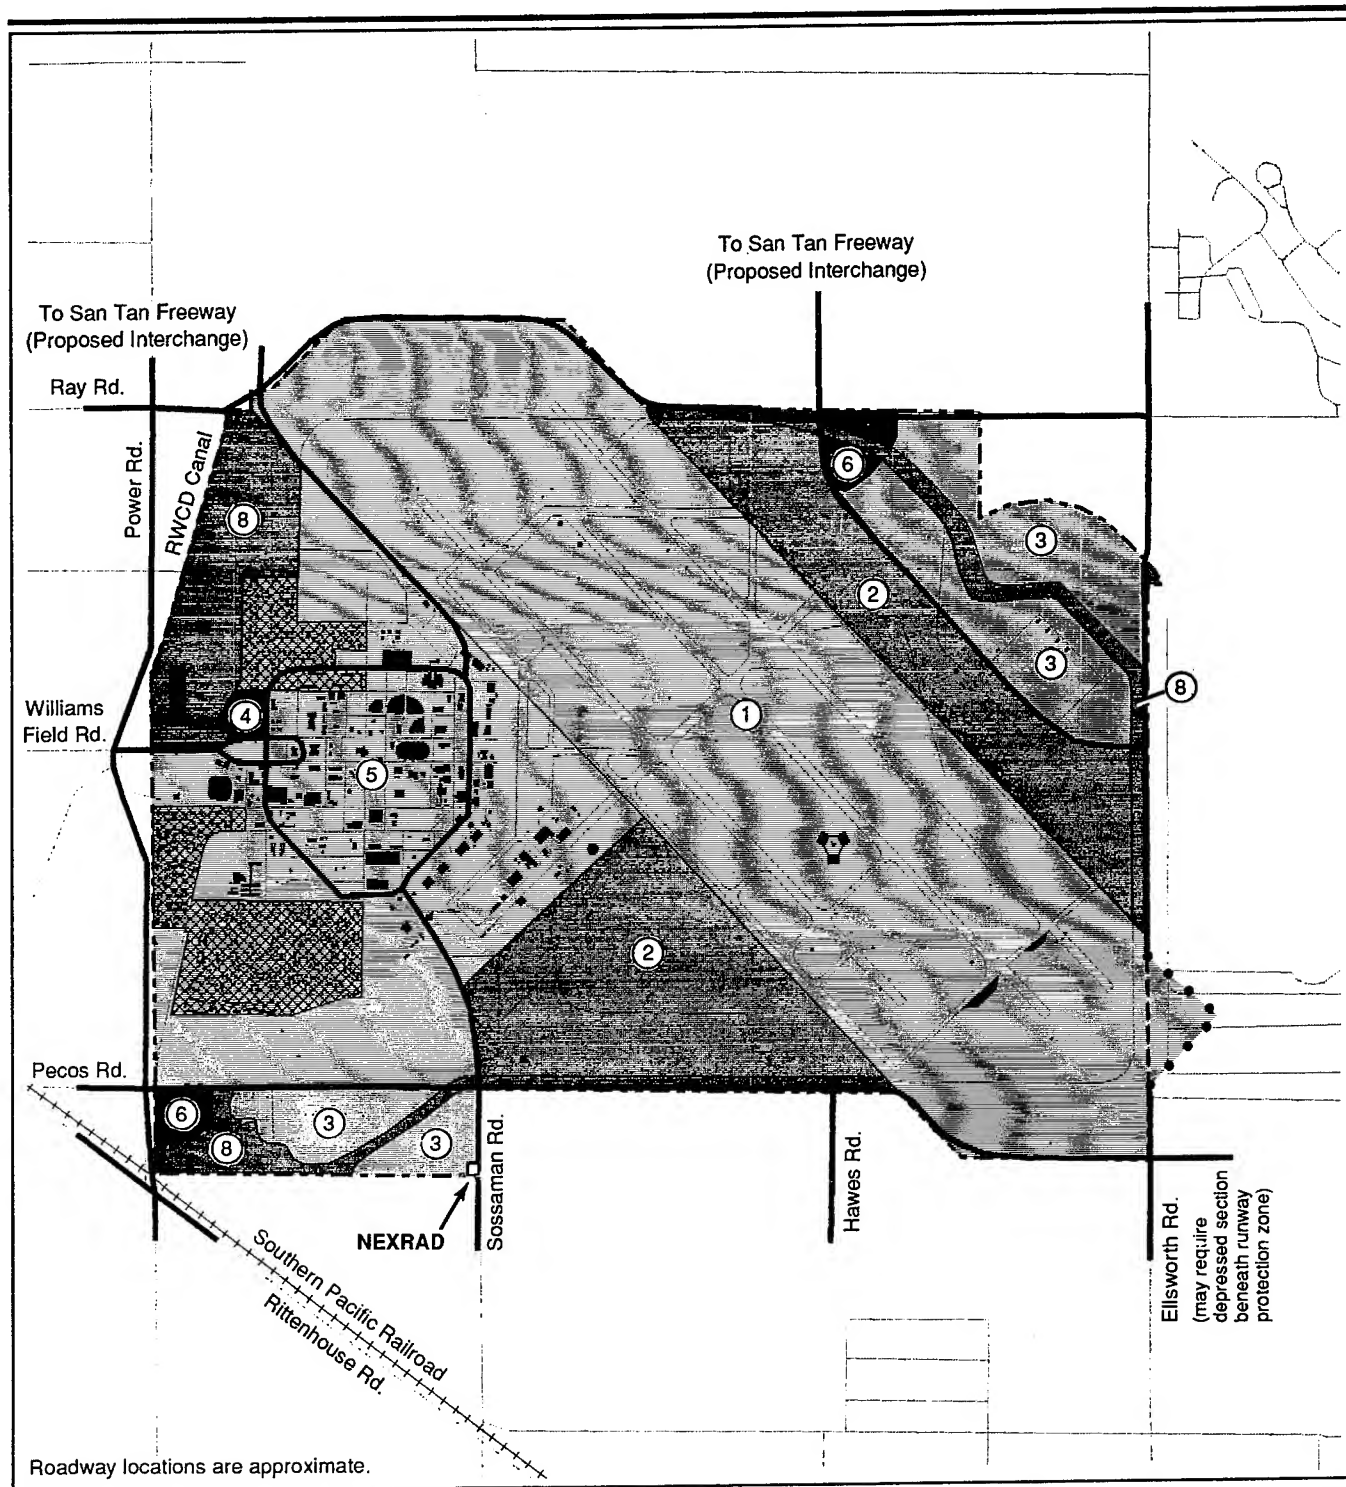 To San Tan Freeway
(Proposed Interchange)
To San Tan Freeway
(Proposed Interchange)
Ray Rd.
Power Rd.
RWCD Canal
6
8
3
2
3
8
Williams
Field Rd.
4
1
5
2
Pecos Rd.
6
3
8
3
Sossaman Rd.
Hawes Rd.
Ellsworth Rd.
(may require
depressed section
beneath runway
protection zone)
NEXRAD
Southern Pacific Railroad
Rittenhouse Rd.
Roadway locations are approximate.